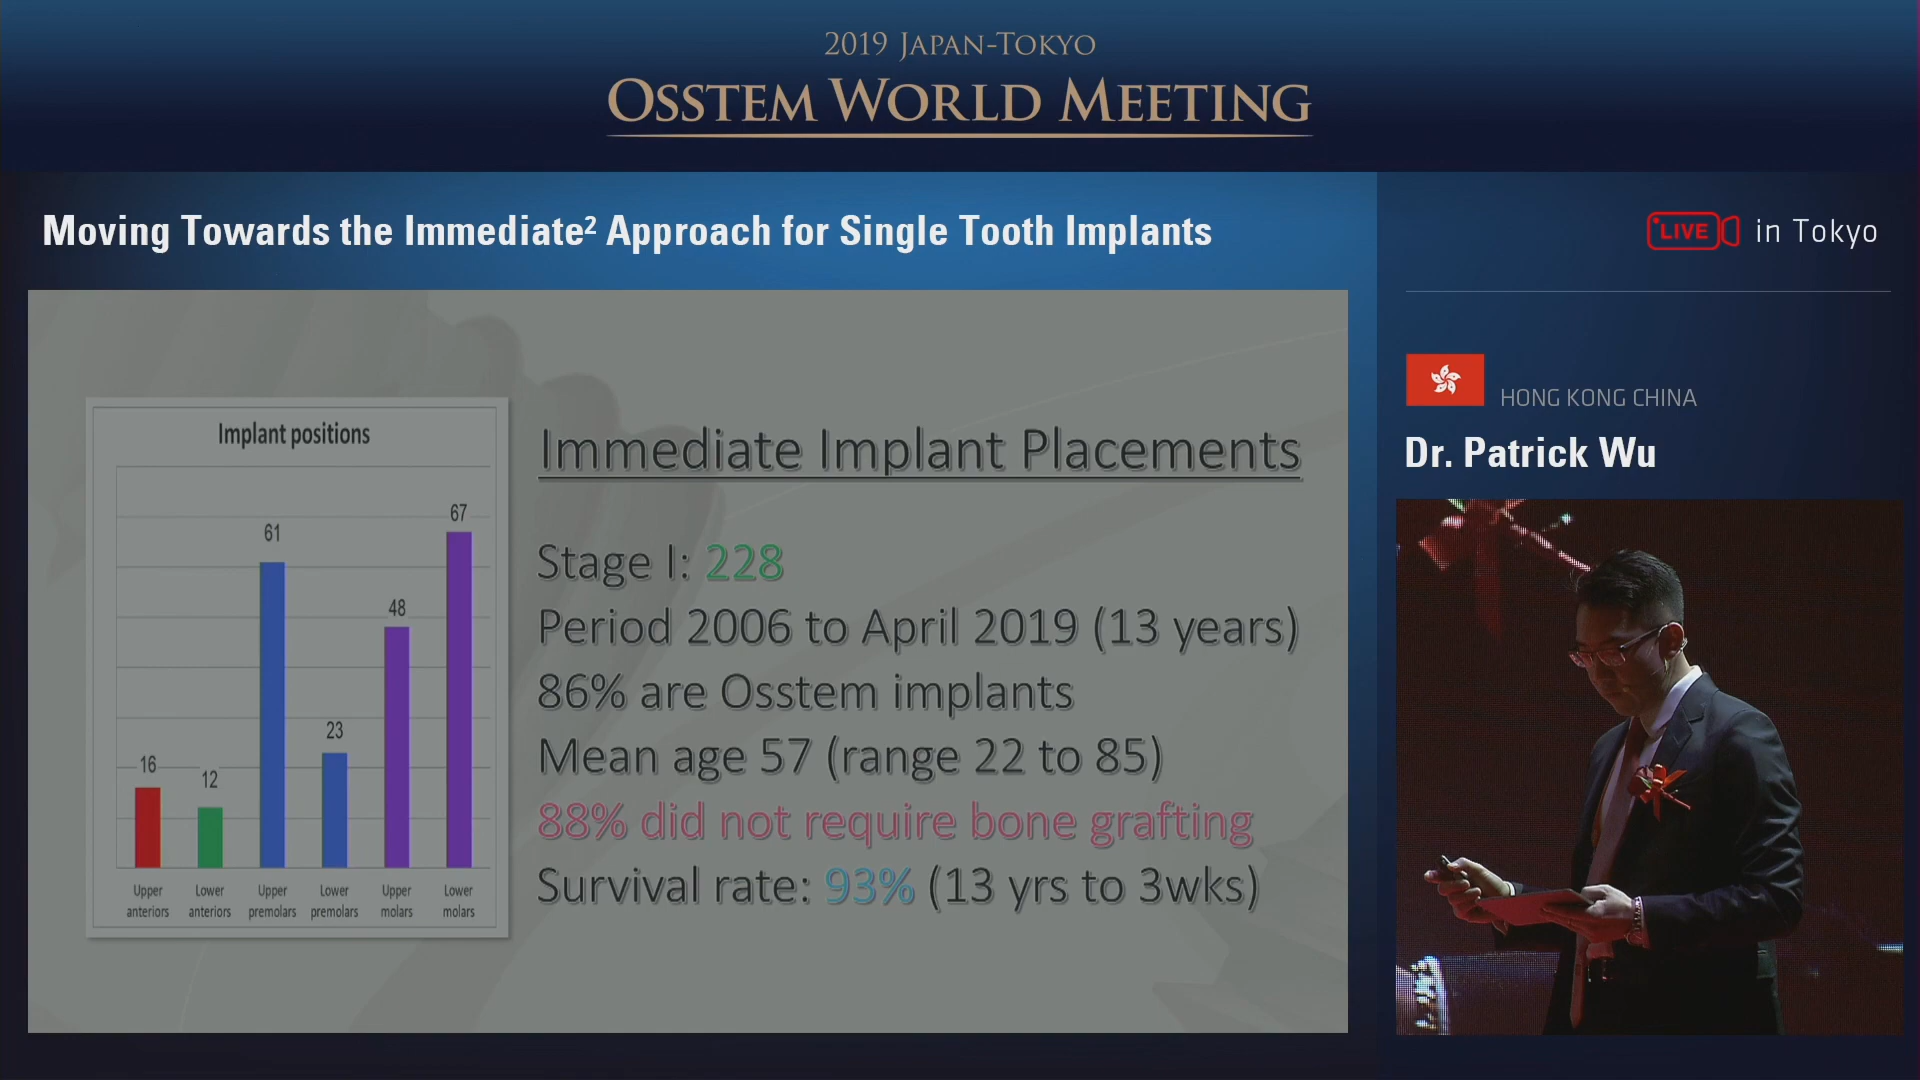 2019 JAPAN-TOKYO
OSSTEM WORLD MEETING
Moving Towards the Immediate² Approach for Single Tooth Implants
LIVE in Tokyo
HONG KONG CHINA
Dr. Patrick Wu
Implant positions
16
12
61
23
48
67
Upper anteriors
Lower anteriors
Upper premolars
Lower premolars
Upper molars
Lower molars
Immediate Implant Placements
Stage I: 228
Period 2006 to April 2019 (13 years)
86% are Osstem implants
Mean age 57 (range 22 to 85)
88% did not require bone grafting
Survival rate: 93% (13 yrs to 3wks)